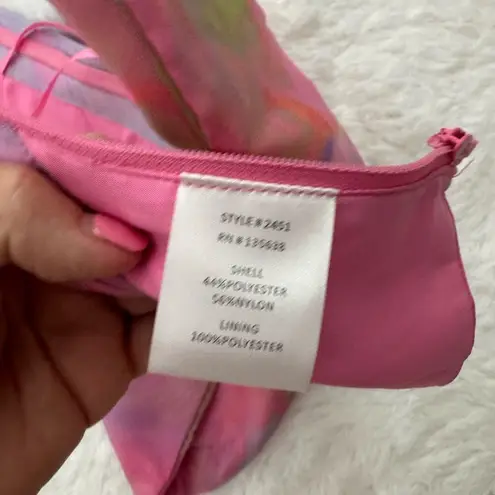 STYLE#2451
RN#135638
SHELL
44%POLYESTER
56%NYLON
LINING
100%POLYESTER